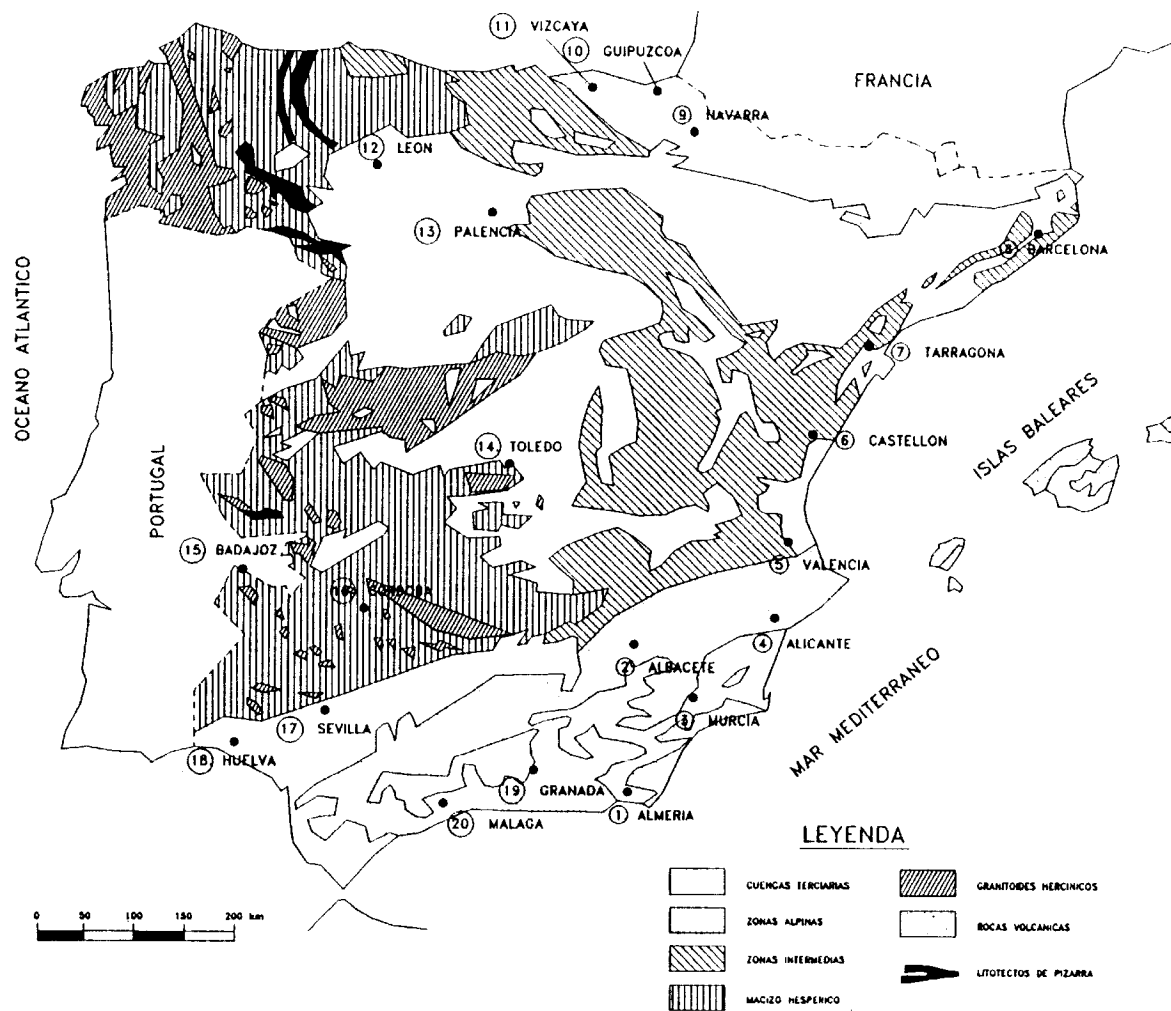 11 VIZCAYA
10 GUIPUZCOA
FRANCIA
9 NAVARRA
12 LEON
13 PALENCIA
8 BARCELONA
OCEANO ATLANTICO
7 TARRAGONA
ISLAS BALEARES
14 TOLEDO
6 CASTELLON
PORTUGAL
15 BADAJOZ
5 VALENCIA
16 CORDOBA
4 ALICANTE
2 ALBACETE
MAR MEDITERRANEO
3 MURCIA
17 SEVILLA
18 HUELVA
19 GRANADA
1 ALMERIA
20 MALAGA
LEYENDA
CUENCAS TERCIARIAS
GRANITOIDES HERCINICOS
ZONAS ALPINAS
ROCAS VOLCANICAS
ZONAS INTERMEDIAS
LITOTECTOS DE PIZARRA
MACIZO HESPERICO
0 50 100 150 200 km